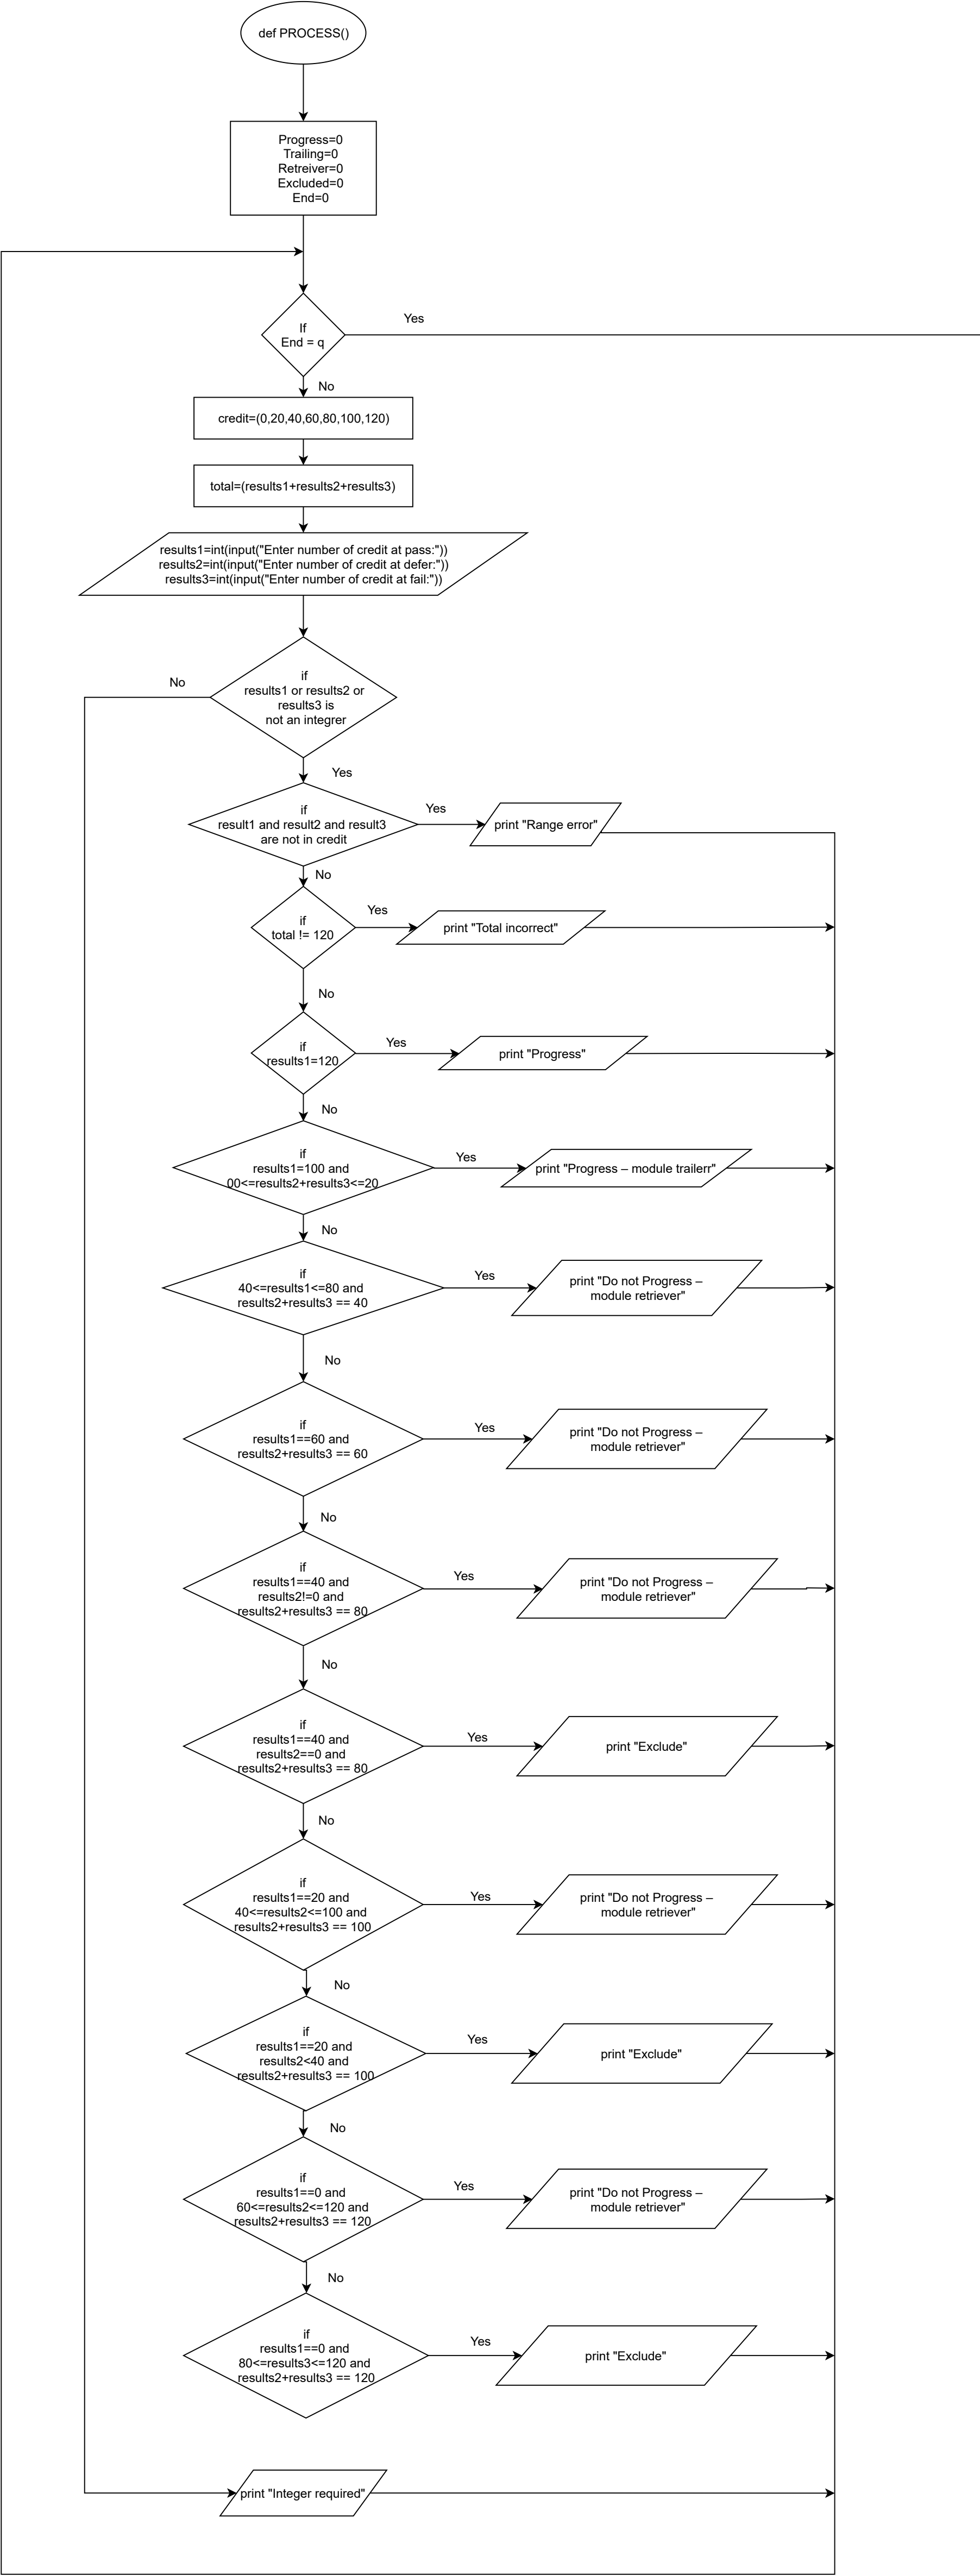 def PROCESS()
Progress=0
Trailing=0
Retreiver=0
Excluded=0
End=0
If
End = q
Yes
No
credit=(0,20,40,60,80,100,120)
total=(results1+results2+results3)
results1=int(input("Enter number of credit at pass:"))
results2=int(input("Enter number of credit at defer:"))
results3=int(input("Enter number of credit at fail:"))
if
results1 or results2 or
results3 is
not an integrer
No
Yes
if
result1 and result2 and result3
are not in credit
Yes
print "Range error"
No
if
total != 120
Yes
print "Total incorrect"
No
if
results1=120
Yes
print "Progress"
No
if
results1=100 and
00<=results2+results3<=20
Yes
print "Progress – module trailerr"
No
if
40<=results1<=80 and
results2+results3 == 40
Yes
print "Do not Progress –
module retriever"
No
if
results1==60 and
results2+results3 == 60
Yes
print "Do not Progress –
module retriever"
No
if
results1==40 and
results2!=0 and
results2+results3 == 80
Yes
print "Do not Progress –
module retriever"
No
if
results1==40 and
results2==0 and
results2+results3 == 80
Yes
print "Exclude"
No
if
results1==20 and
40<=results2<=100 and
results2+results3 == 100
Yes
print "Do not Progress –
module retriever"
No
if
results1==20 and
results2<40 and
results2+results3 == 100
Yes
print "Exclude"
No
if
results1==0 and
60<=results2<=120 and
results2+results3 == 120
Yes
print "Do not Progress –
module retriever"
No
if
results1==0 and
80<=results3<=120 and
results2+results3 == 120
Yes
print "Exclude"
print "Integer required"